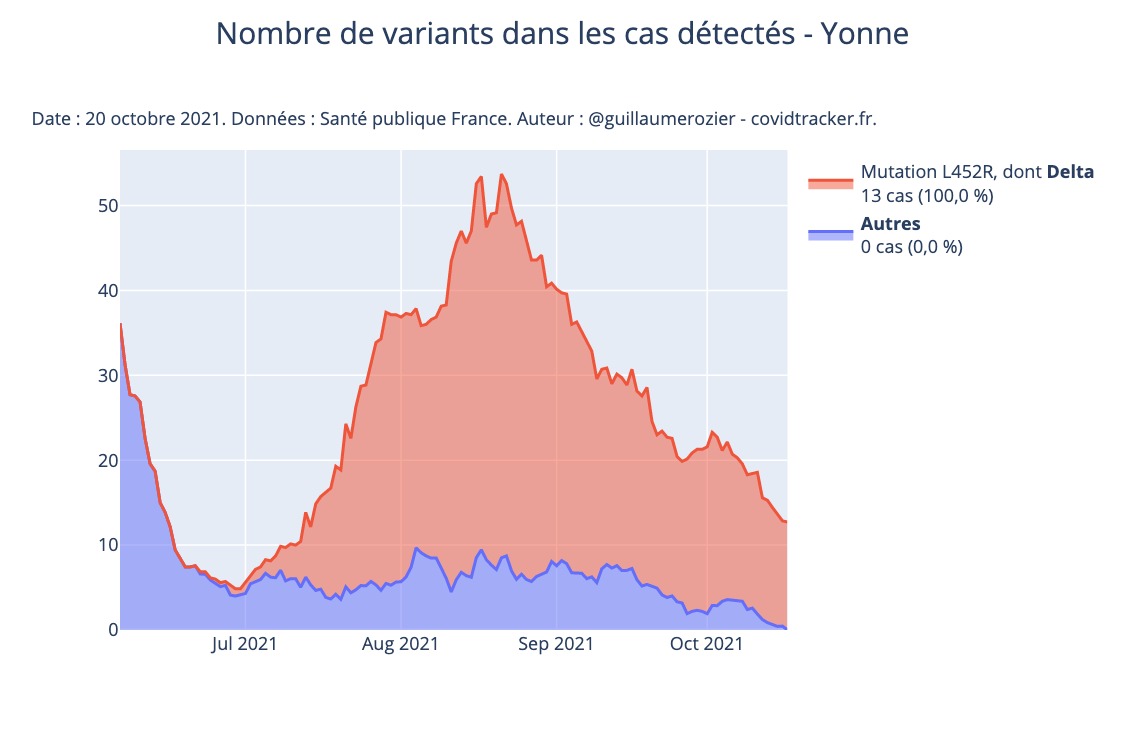 Nombre de variants dans les cas détectés - Yonne
Date : 20 octobre 2021. Données : Santé publique France. Auteur : @guillaumerozier - covidtracker.fr.
Mutation L452R, dont Delta
13 cas (100,0 %)
Autres
0 cas (0,0 %)
50
40
30
20
10
0
Jul 2021
Aug 2021
Sep 2021
Oct 2021